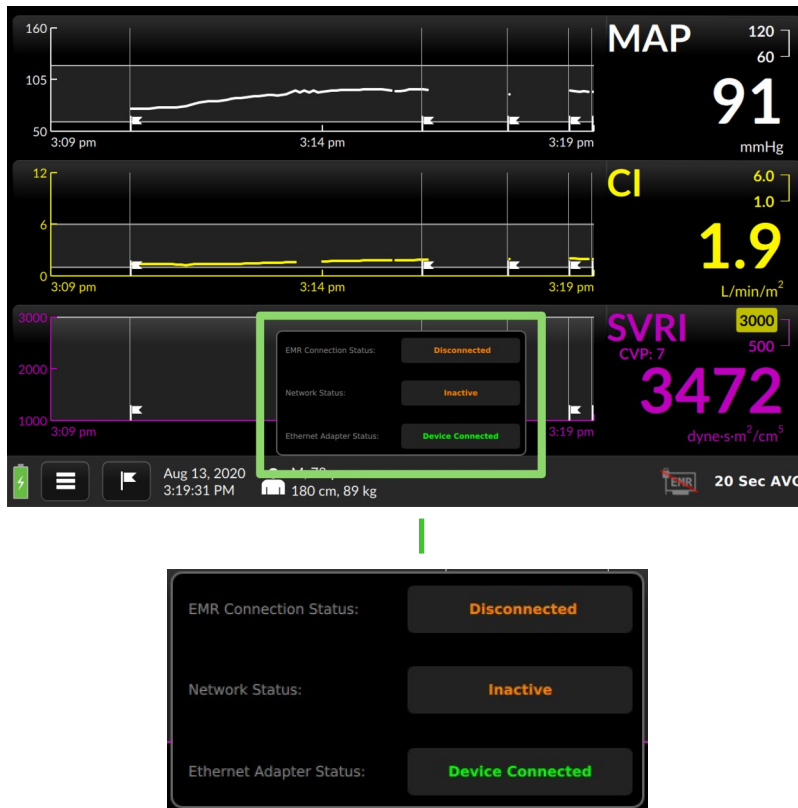 160
105
50
3:09 pm
3:14 pm
3:19 pm
MAP
120
60
91
mmHg
12
6
0
3:09 pm
3:14 pm
3:19 pm
CI
6.0
1.0
1.9
L/min/m²
3000
2000
1000
3:09 pm
3:19 pm
EMR Connection Status: Disconnected
Network Status: Inactive
Ethernet Adapter Status: Device Connected
SVRI
CVP: 7
3000
500
3472
dyne·s·m²/cm⁵
Aug 13, 2020
3:19:31 PM
180 cm, 89 kg
EMR
20 Sec AVG
EMR Connection Status: Disconnected
Network Status: Inactive
Ethernet Adapter Status: Device Connected